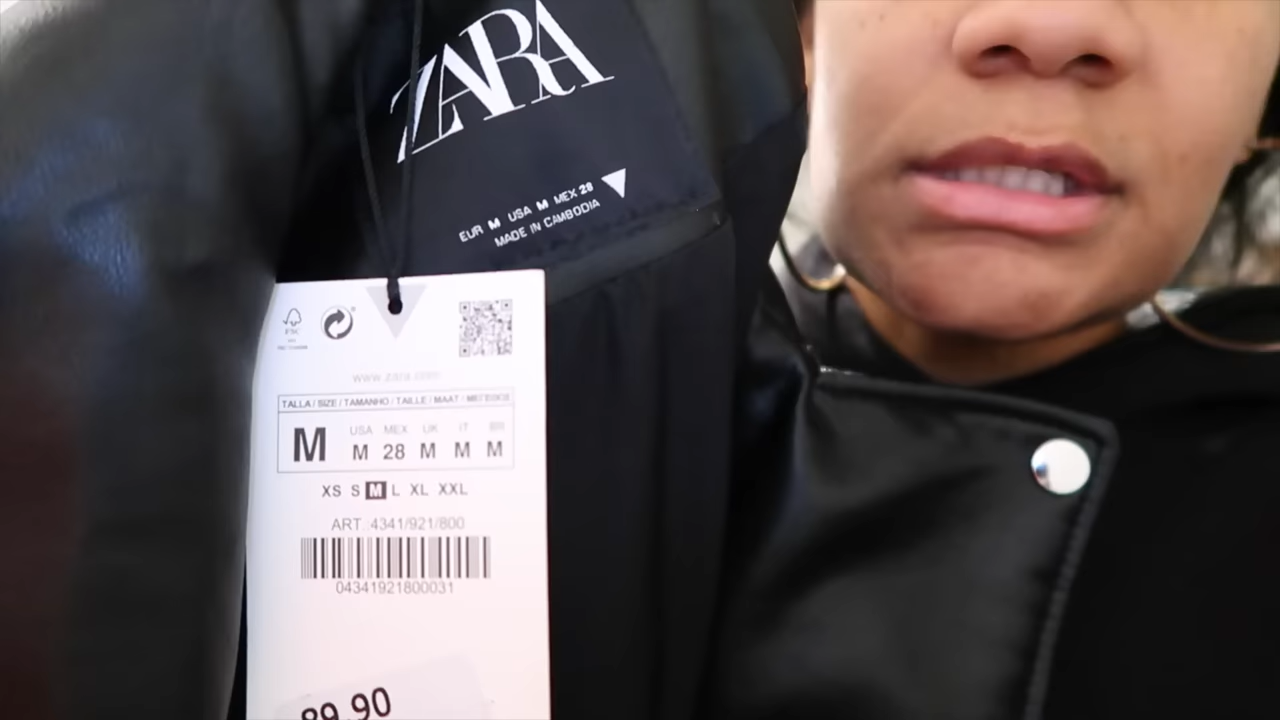 ZARA
EUR M USA M MEX 28
MADE IN CAMBODIA
FSC
www.zara.com
TALLA / SIZE / TAMANHO / TAILLE / MAAT /
USA MEX UK IT BR
M M 28 M M M
XS S M L XL XXL
ART. 4341/921/800
04341921800031
89.90